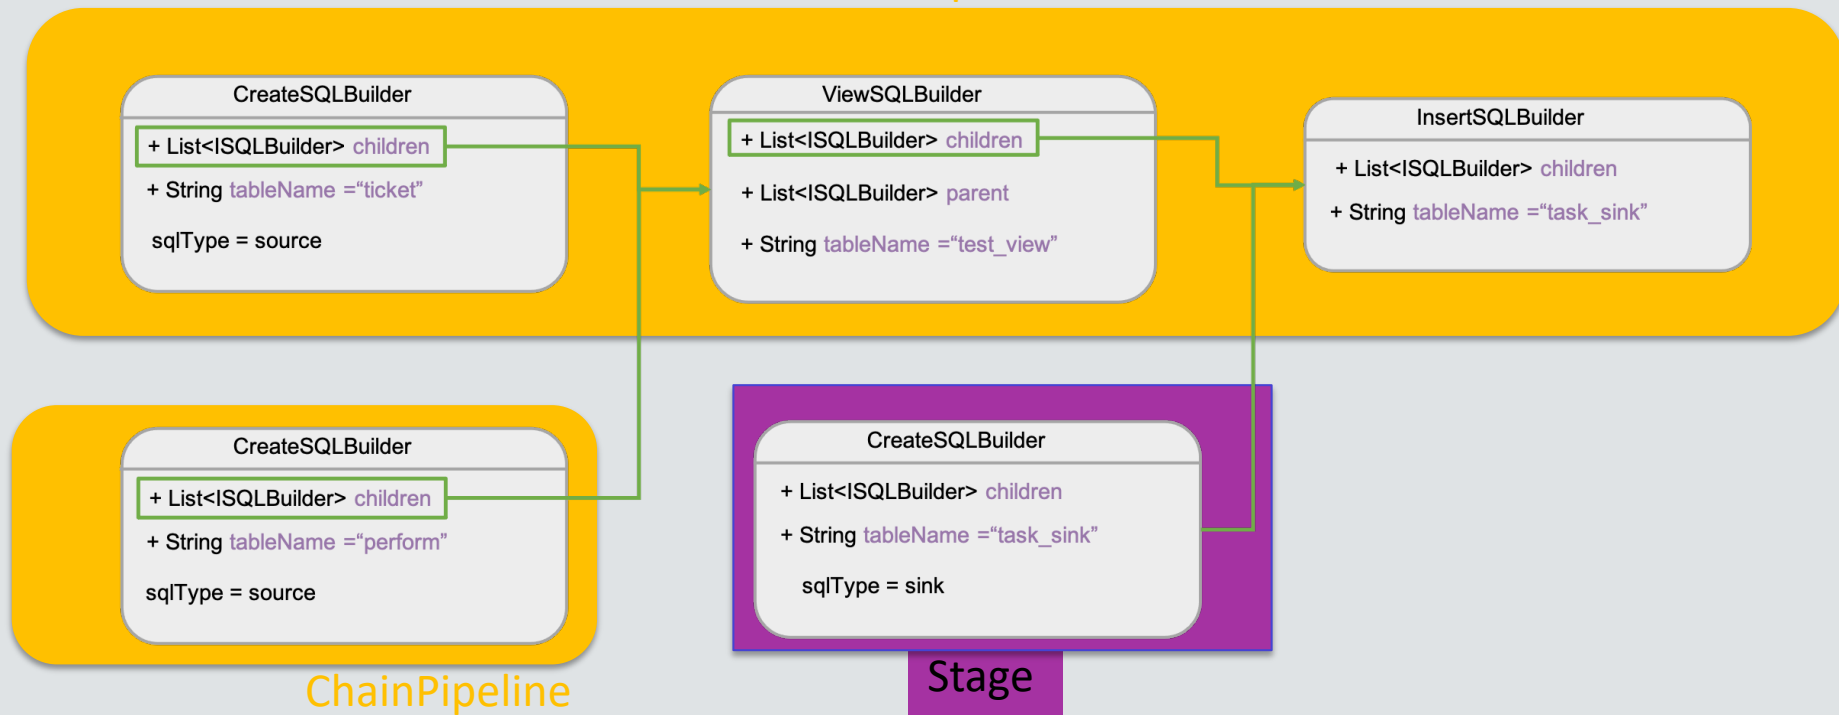 CreateSQLBuilder
+ List<ISQLBuilder> children
+ String tableName =“ticket”
sqlType = source
ViewSQLBuilder
+ List<ISQLBuilder> children
+ List<ISQLBuilder> parent
+ String tableName =“test_view”
InsertSQLBuilder
+ List<ISQLBuilder> children
+ String tableName =“task_sink”
CreateSQLBuilder
+ List<ISQLBuilder> children
+ String tableName =“perform”
sqlType = source
ChainPipeline
CreateSQLBuilder
+ List<ISQLBuilder> children
+ String tableName =“task_sink”
sqlType = sink
Stage